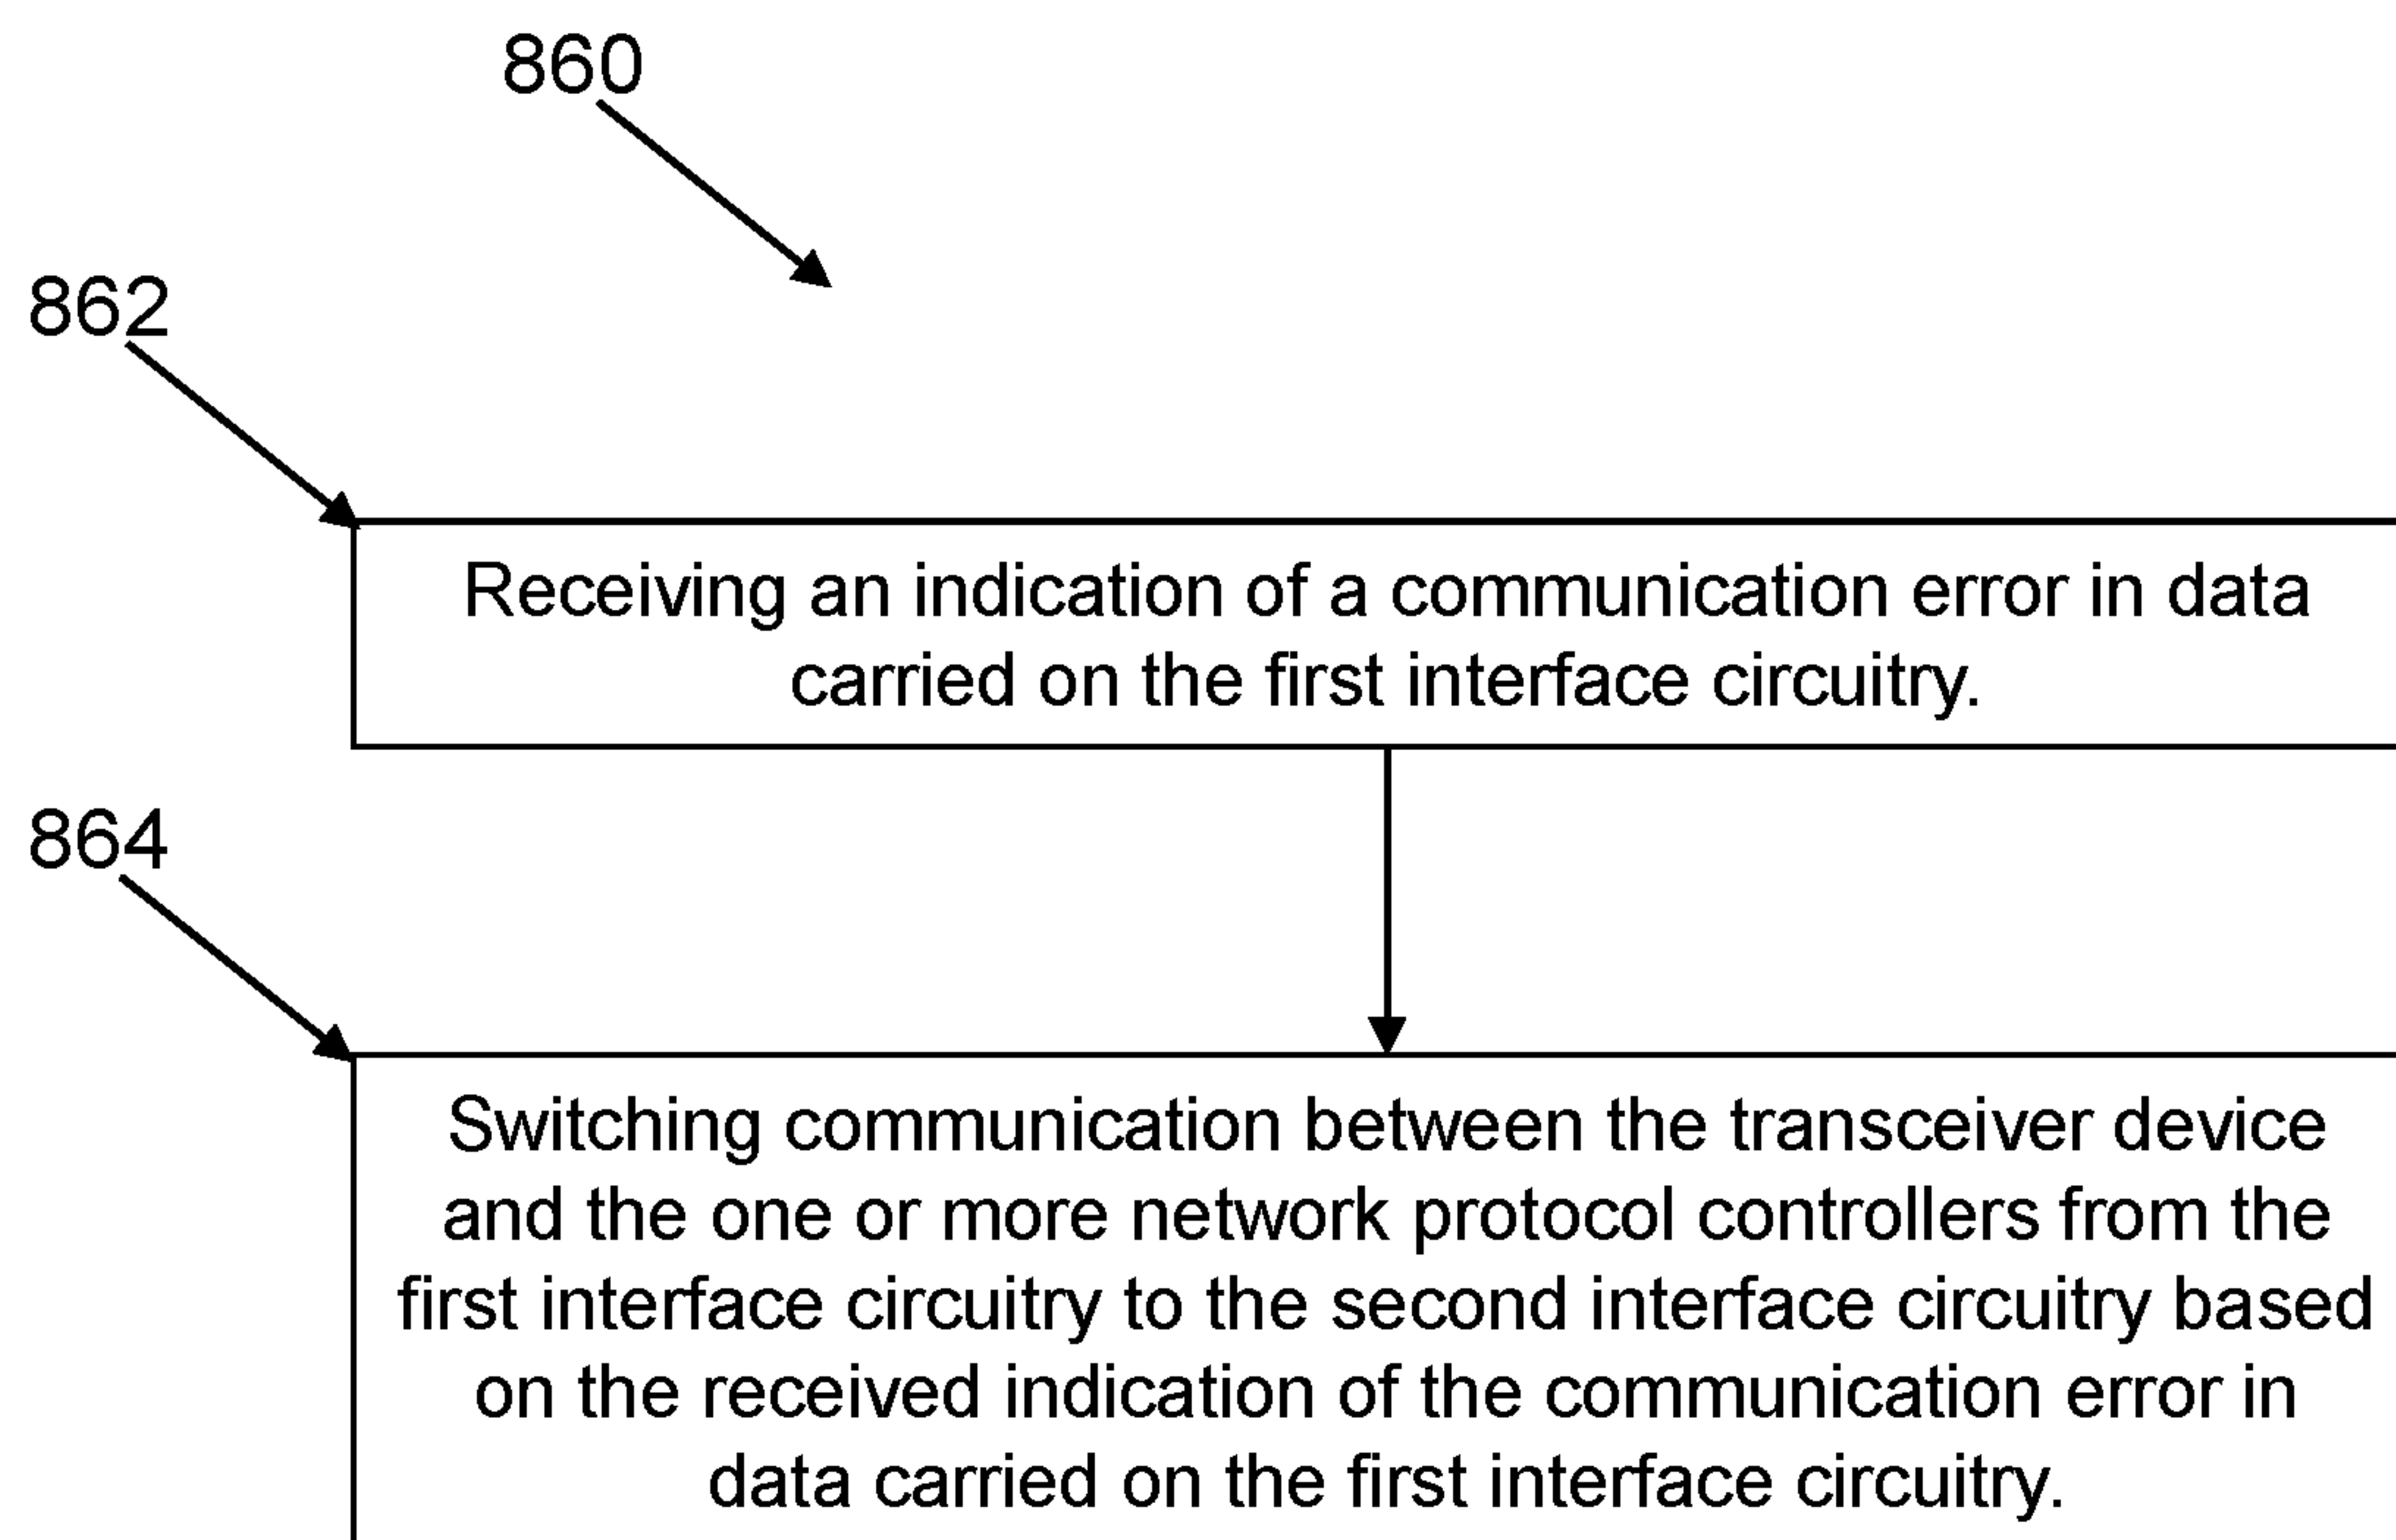 860
862
Receiving an indication of a communication error in data
carried on the first interface circuitry.
864
Switching communication between the transceiver device
and the one or more network protocol controllers from the
first interface circuitry to the second interface circuitry based
on the received indication of the communication error in
data carried on the first interface circuitry.